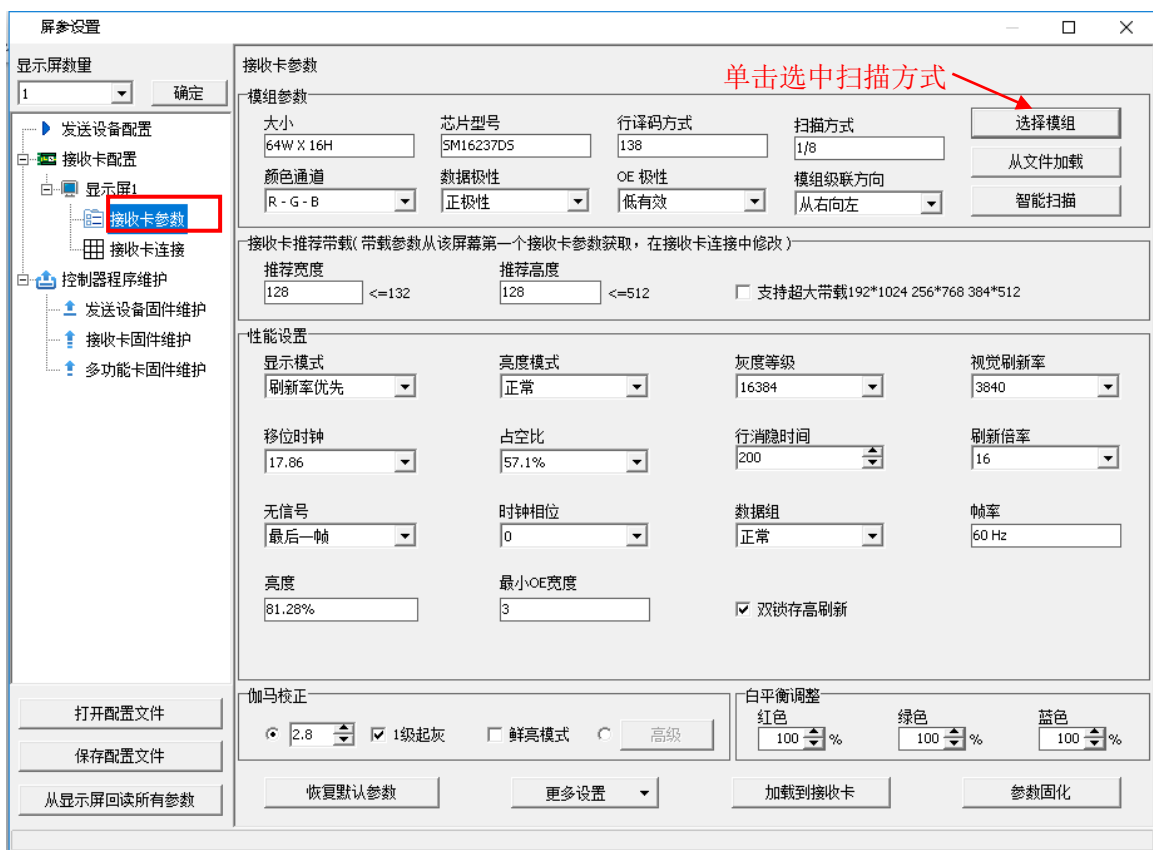 屏参设置
显示屏数量
1
确定
发送设备配置
接收卡配置
显示屏1
接收卡参数
接收卡连接
控制器程序维护
发送设备固件维护
接收卡固件维护
多功能卡固件维护
打开配置文件
保存配置文件
从显示屏回读所有参数
接收卡参数
单击选中扫描方式
模组参数
大小
芯片型号
行译码方式
扫描方式
选择模组
64W X 16H
SM16237DS
138
1/8
从文件加载
颜色通道
数据极性
OE 极性
模组级联方向
智能扫描
R - G - B
正极性
低有效
从右向左
接收卡推荐带载(带载参数从该屏幕第一个接收卡参数获取，在接收卡连接中修改)
推荐宽度
推荐高度
128
<=132
128
<=512
支持超大带载192*1024 256*768 384*512
性能设置
显示模式
亮度模式
灰度等级
视觉刷新率
刷新率优先
正常
16384
3840
移位时钟
占空比
行消隐时间
刷新倍率
17.86
57.1%
200
16
无信号
时钟相位
数据组
帧率
最后一帧
0
正常
60 Hz
亮度
最小OE宽度
81.28%
3
双锁存高刷新
伽马校正
2.8
1级起灰
鲜亮模式
高级
白平衡调整
红色
绿色
蓝色
100 %
100 %
100 %
恢复默认参数
更多设置
加载到接收卡
参数固化